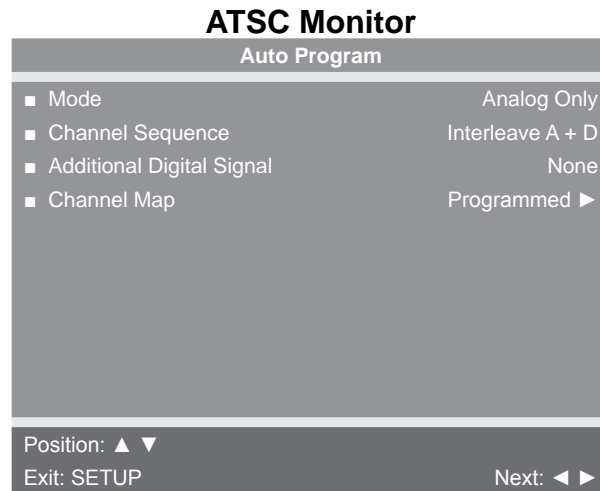 ATSC Monitor
Auto Program
■ Mode Analog Only
■ Channel Sequence Interleave A + D
■ Additional Digital Signal None
■ Channel Map Programmed ►
Position: ▲ ▼
Exit: SETUP Next: ◄ ►